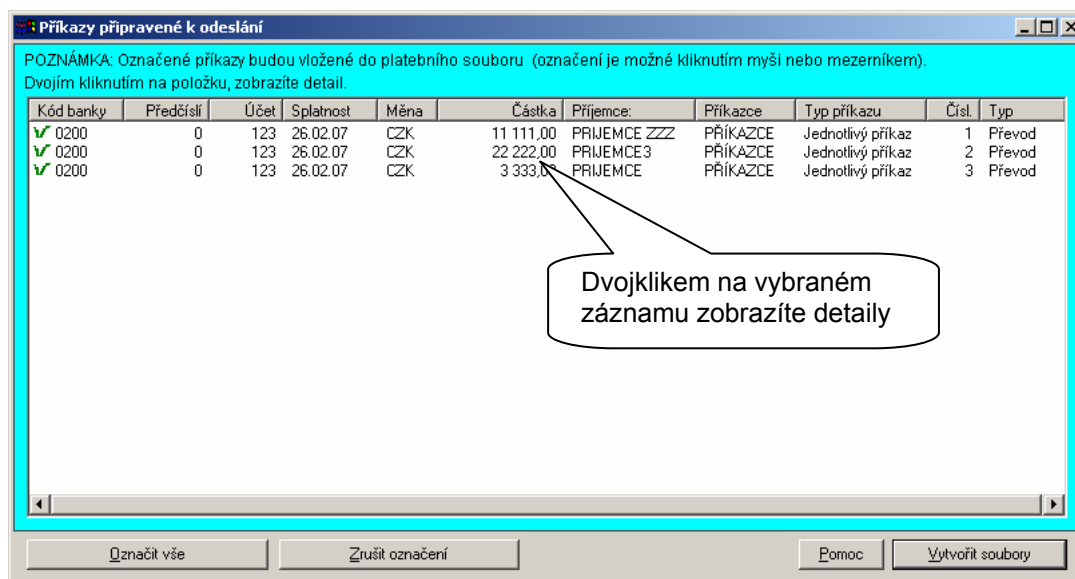 Příkazy připravené k odeslání
POZNÁMKA: Označené příkazy budou vložené do platebního souboru (označení je možné kliknutím myši nebo mezerníkem).
Dvojím kliknutím na položku, zobrazíte detail.
Kód banky Předčíslí Účet Splatnost Měna Částka Příjemce: Příkazce Typ příkazu Čísl. Typ
0200 0 123 26.02.07 CZK 11 111,00 PRIJEMCE ZZZ PŘÍKAZCE Jednotlivý příkaz 1 Převod
0200 0 123 26.02.07 CZK 22 222,00 PRIJEMCE3 PŘÍKAZCE Jednotlivý příkaz 2 Převod
0200 0 123 26.02.07 CZK 3 333,00 PRIJEMCE PŘÍKAZCE Jednotlivý příkaz 3 Převod
Dvojklikem na vybraném
záznamu zobrazíte detaily
Označit vše Zrušit označení Pomoc Vytvořit soubory